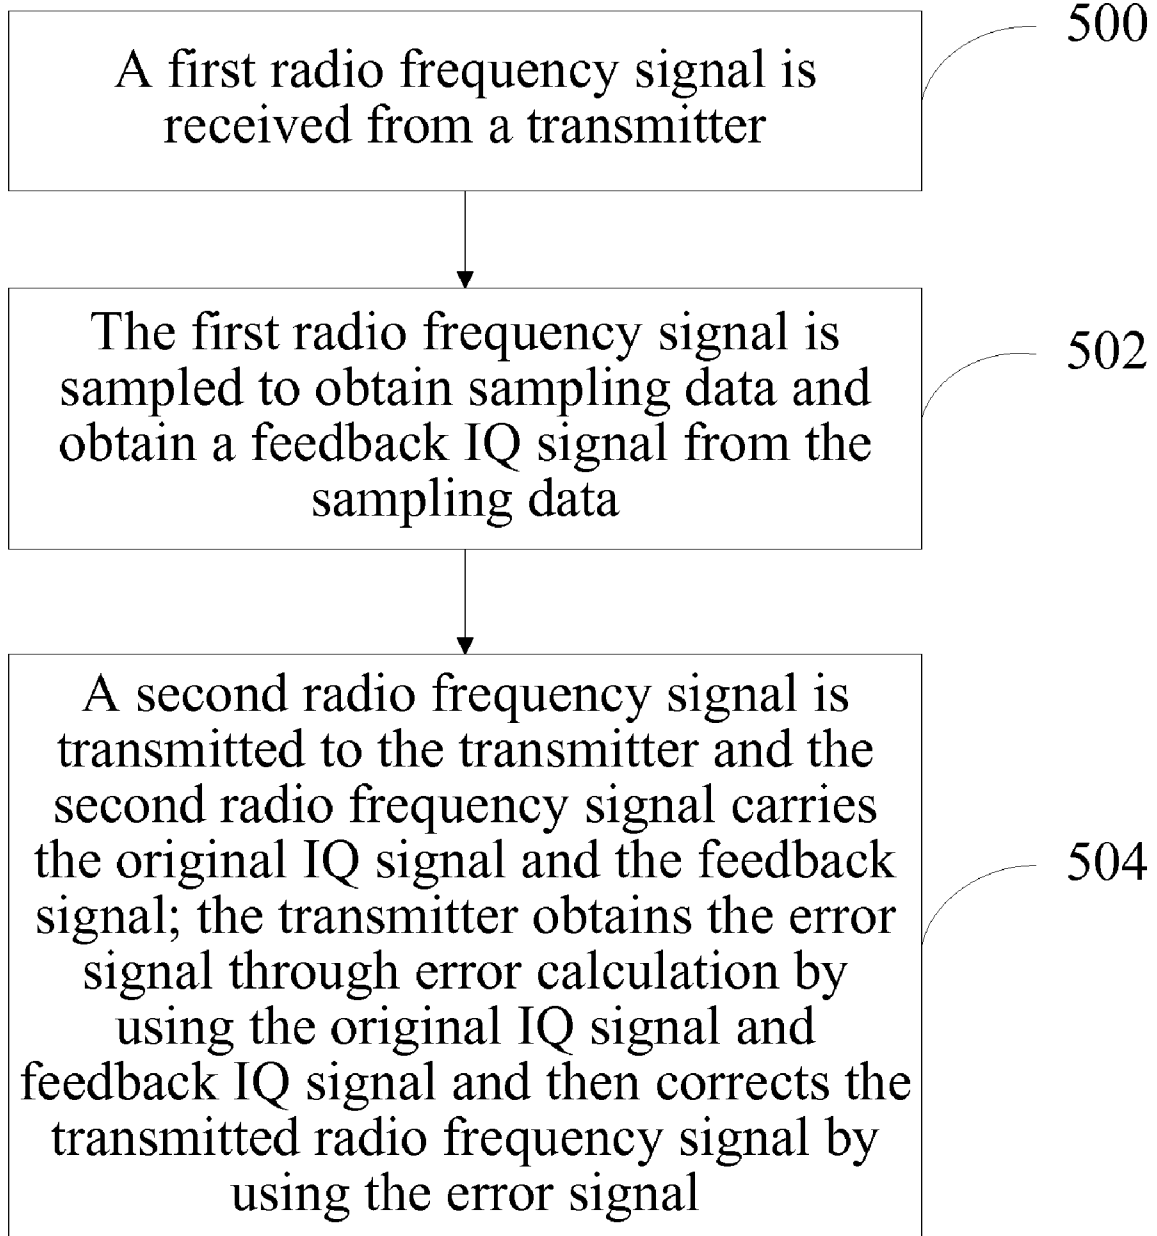 500
A first radio frequency signal is
received from a transmitter
502
The first radio frequency signal is
sampled to obtain sampling data and
obtain a feedback IQ signal from the
sampling data
A second radio frequency signal is
transmitted to the transmitter and the
second radio frequency signal carries
the original IQ signal and the feedback
signal; the transmitter obtains the error
signal through error calculation by
using the original IQ signal and
feedback IQ signal and then corrects the
transmitted radio frequency signal by
using the error signal
504